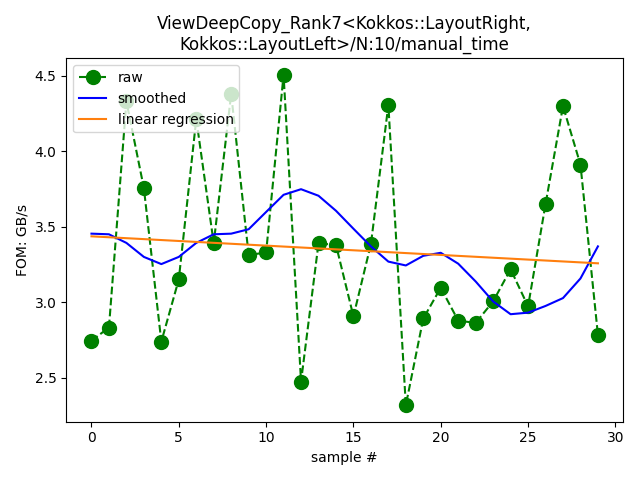 ViewDeepCopy_Rank7<Kokkos::LayoutRight,
Kokkos::LayoutLeft>/N:10/manual_time
raw
smoothed
linear regression
FOM: GB/s
4.5
4.0
3.5
3.0
2.5
0 5 10 15 20 25 30
sample #